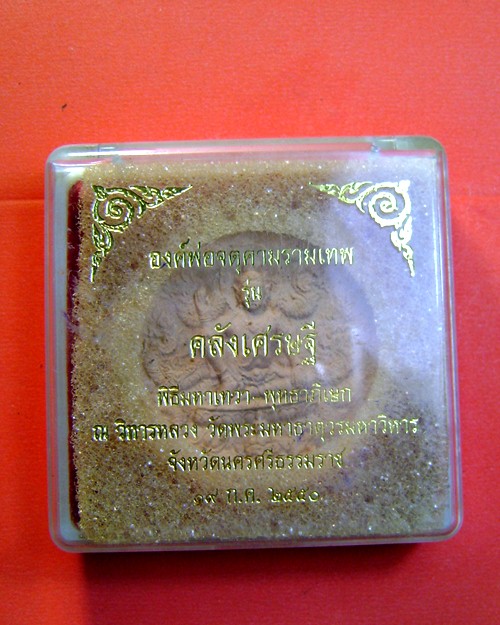 องค์พ่อจตุคามรามเทพ
รุ่น
คลังเศรษฐี
พิธีมหาเทวา- พุทธาภิเษก
ณ วิหารหลวง วัดพระมหาธาตุวรมหาวิหาร
จังหวัดนครศรีธรรมราช
๑๙ ก.ค. ๒๕๕๐